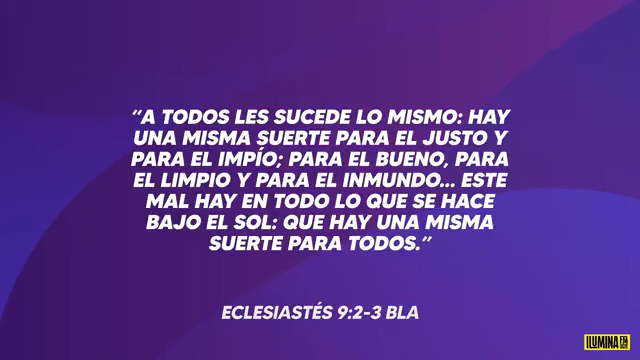 “A TODOS LES SUCEDE LO MISMO: HAY
UNA MISMA SUERTE PARA EL JUSTO Y
PARA EL IMPÍO; PARA EL BUENO, PARA
EL LIMPIO Y PARA EL INMUNDO... ESTE
MAL HAY EN TODO LO QUE SE HACE
BAJO EL SOL: QUE HAY UNA MISMA
SUERTE PARA TODOS.”
ECLESIASTÉS 9:2-3 BLA
ILUMINA